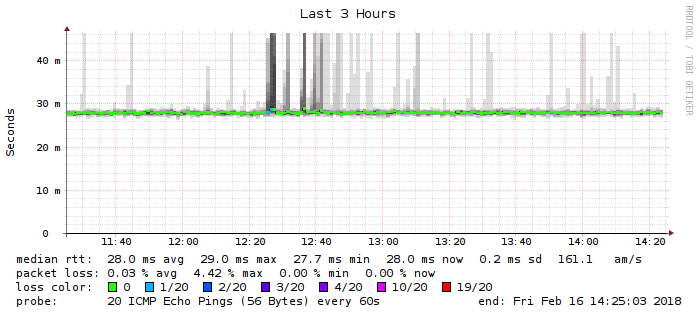 Last 3 Hours
RRDTOOL / TOBI OETIKER
Seconds
40 m
30 m
20 m
10 m
0
11:40 12:00 12:20 12:40 13:00 13:20 13:40 14:00 14:20
median rtt: 28.0 ms avg 29.0 ms max 27.7 ms min 28.0 ms now 0.2 ms sd 161.1 am/s
packet loss: 0.03 % avg 4.42 % max 0.00 % min 0.00 % now
loss color: 0 1/20 2/20 3/20 4/20 10/20 19/20
probe: 20 ICMP Echo Pings (56 Bytes) every 60s end: Fri Feb 16 14:25:03 2018